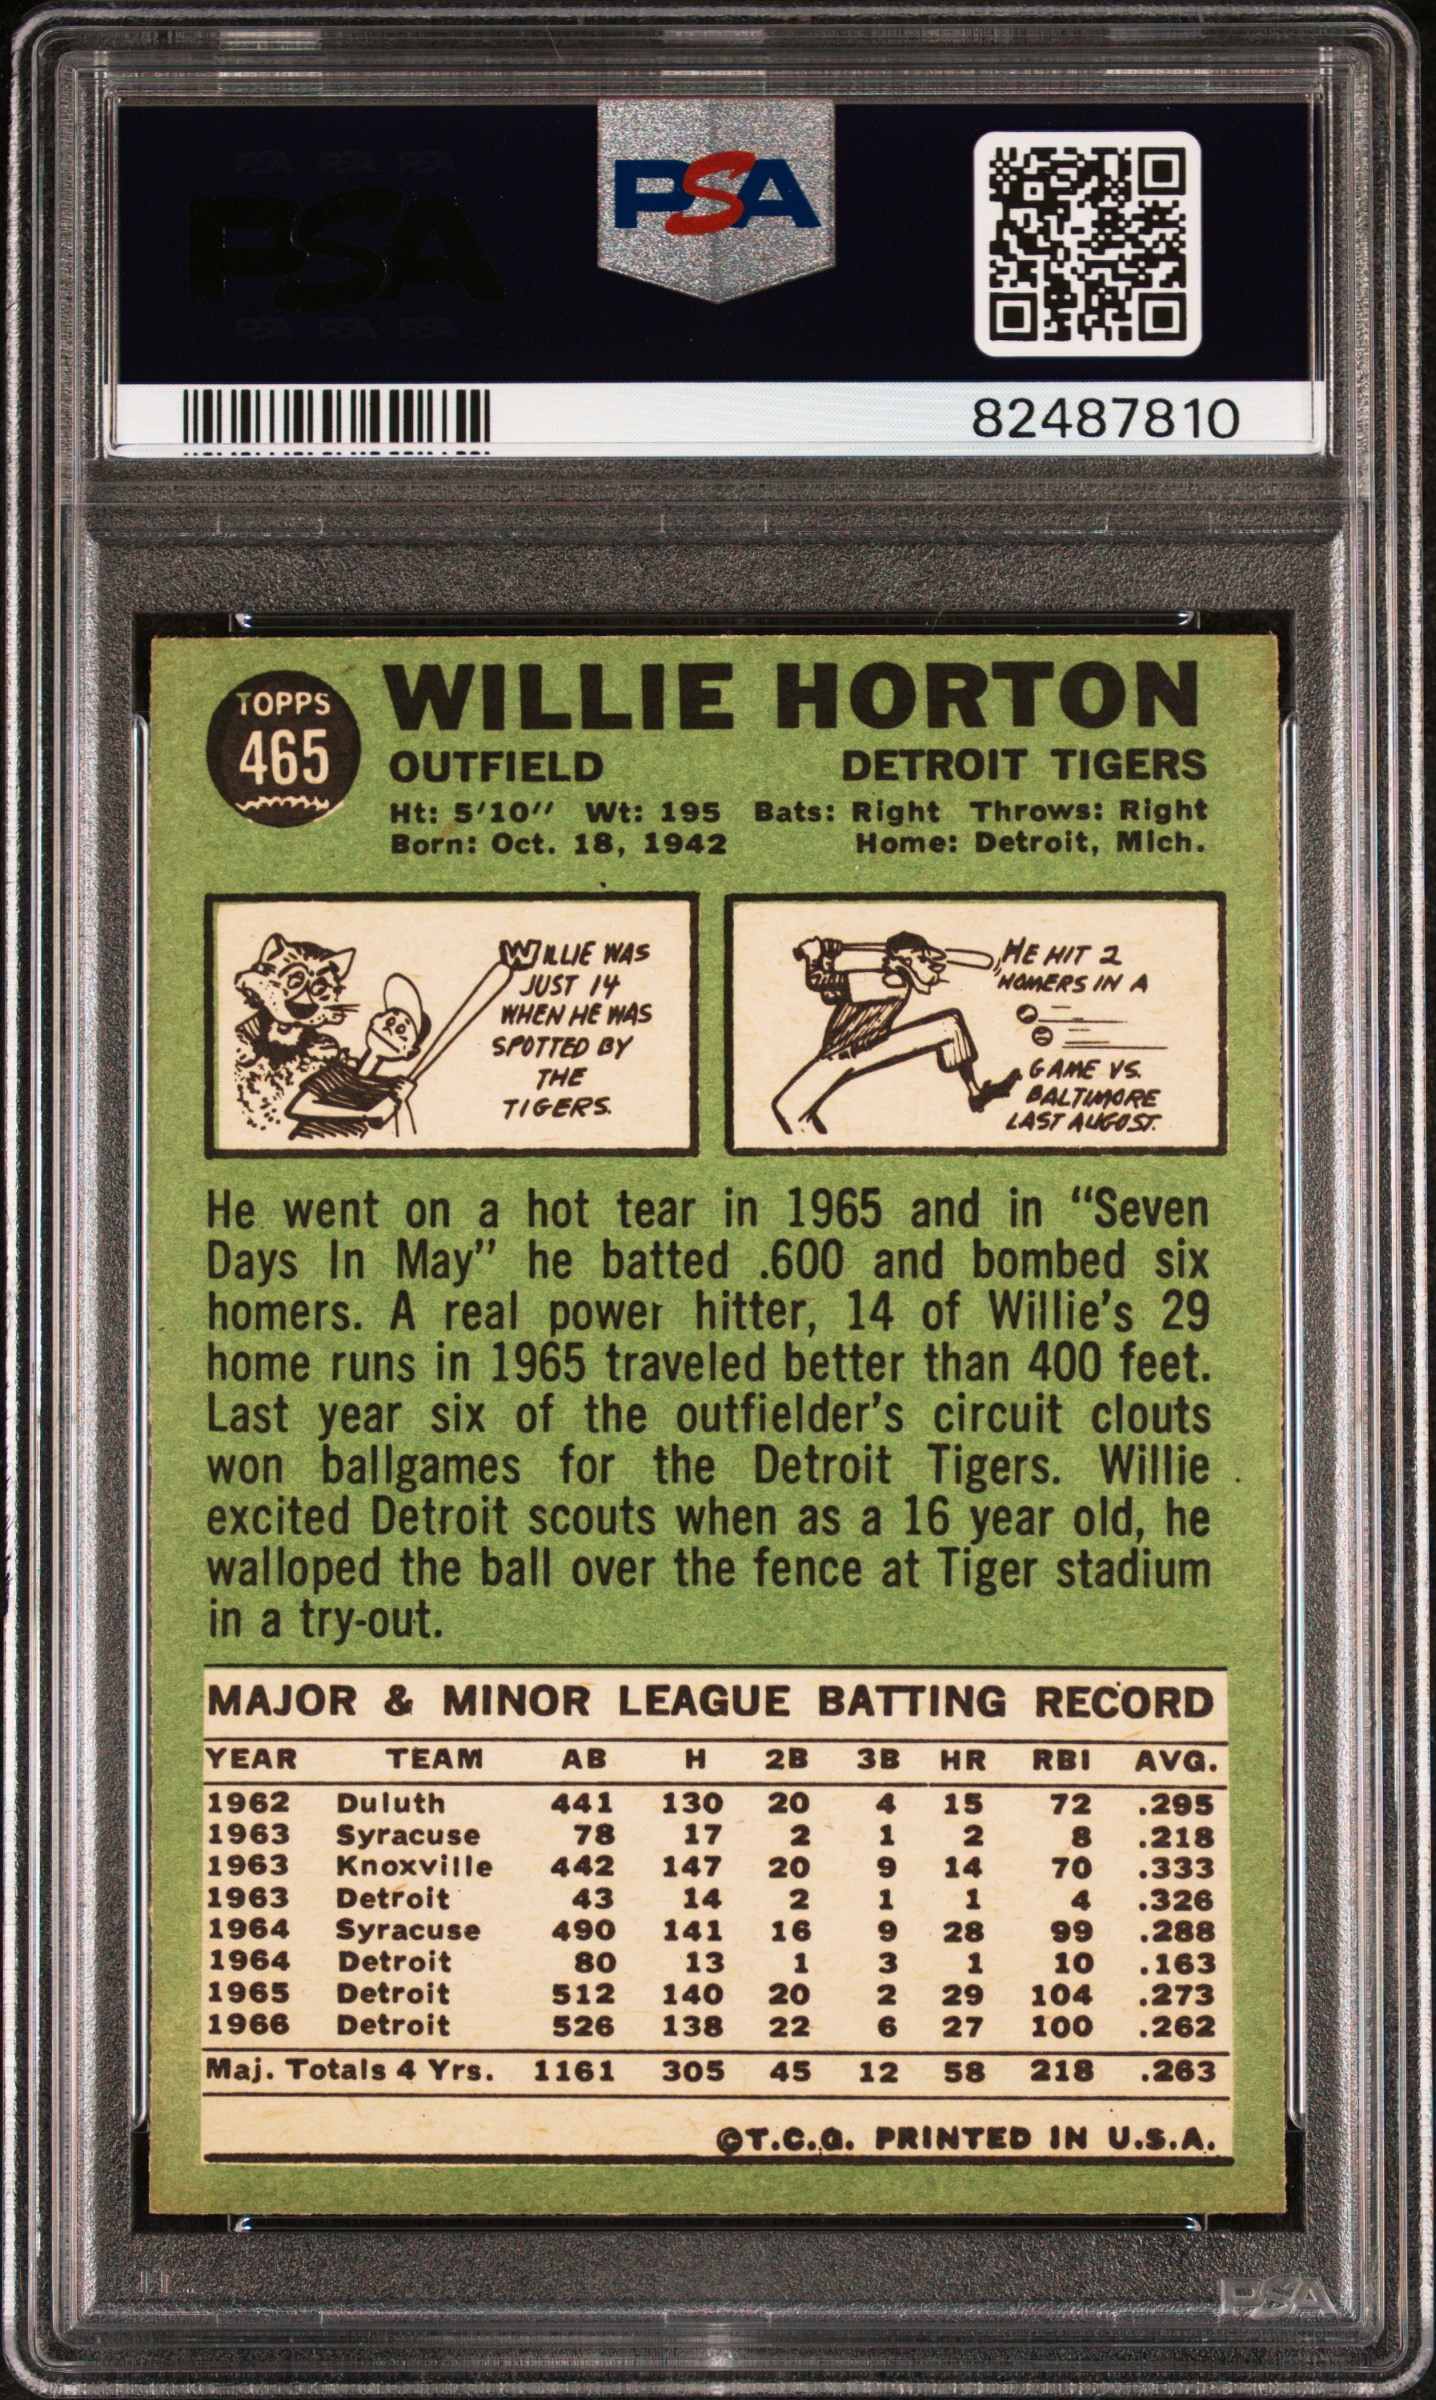 PSA PSA PSA
PSA
PSA PSA PSA
PSA
82487810
TOPPS
465
WILLIE HORTON
OUTFIELD DETROIT TIGERS
Ht: 5'10" Wt: 195 Bats: Right Throws: Right
Born: Oct. 18, 1942 Home: Detroit, Mich.
WILLIE WAS
JUST 14
WHEN HE WAS
SPOTTED BY
THE
TIGERS.
HE HIT 2
HOMERS IN A
GAME VS.
BALTIMORE
LAST AUGUST.
He went on a hot tear in 1965 and in “Seven
Days In May” he batted .600 and bombed six
homers. A real power hitter, 14 of Willie's 29
home runs in 1965 traveled better than 400 feet.
Last year six of the outfielder's circuit clouts
won ballgames for the Detroit Tigers. Willie
excited Detroit scouts when as a 16 year old, he
walloped the ball over the fence at Tiger stadium
in a try-out.
MAJOR & MINOR LEAGUE BATTING RECORD
YEAR TEAM AB H 2B 3B HR RBI AVG.
1962 Duluth 441 130 20 4 15 72 .295
1963 Syracuse 78 17 2 1 2 8 .218
1963 Knoxville 442 147 20 9 14 70 .333
1963 Detroit 43 14 2 1 1 4 .326
1964 Syracuse 490 141 16 9 28 99 .288
1964 Detroit 80 13 1 3 1 10 .163
1965 Detroit 512 140 20 2 29 104 .273
1966 Detroit 526 138 22 6 27 100 .262
Maj. Totals 4 Yrs. 1161 305 45 12 58 218 .263
©T.C.G. PRINTED IN U.S.A.
PSA